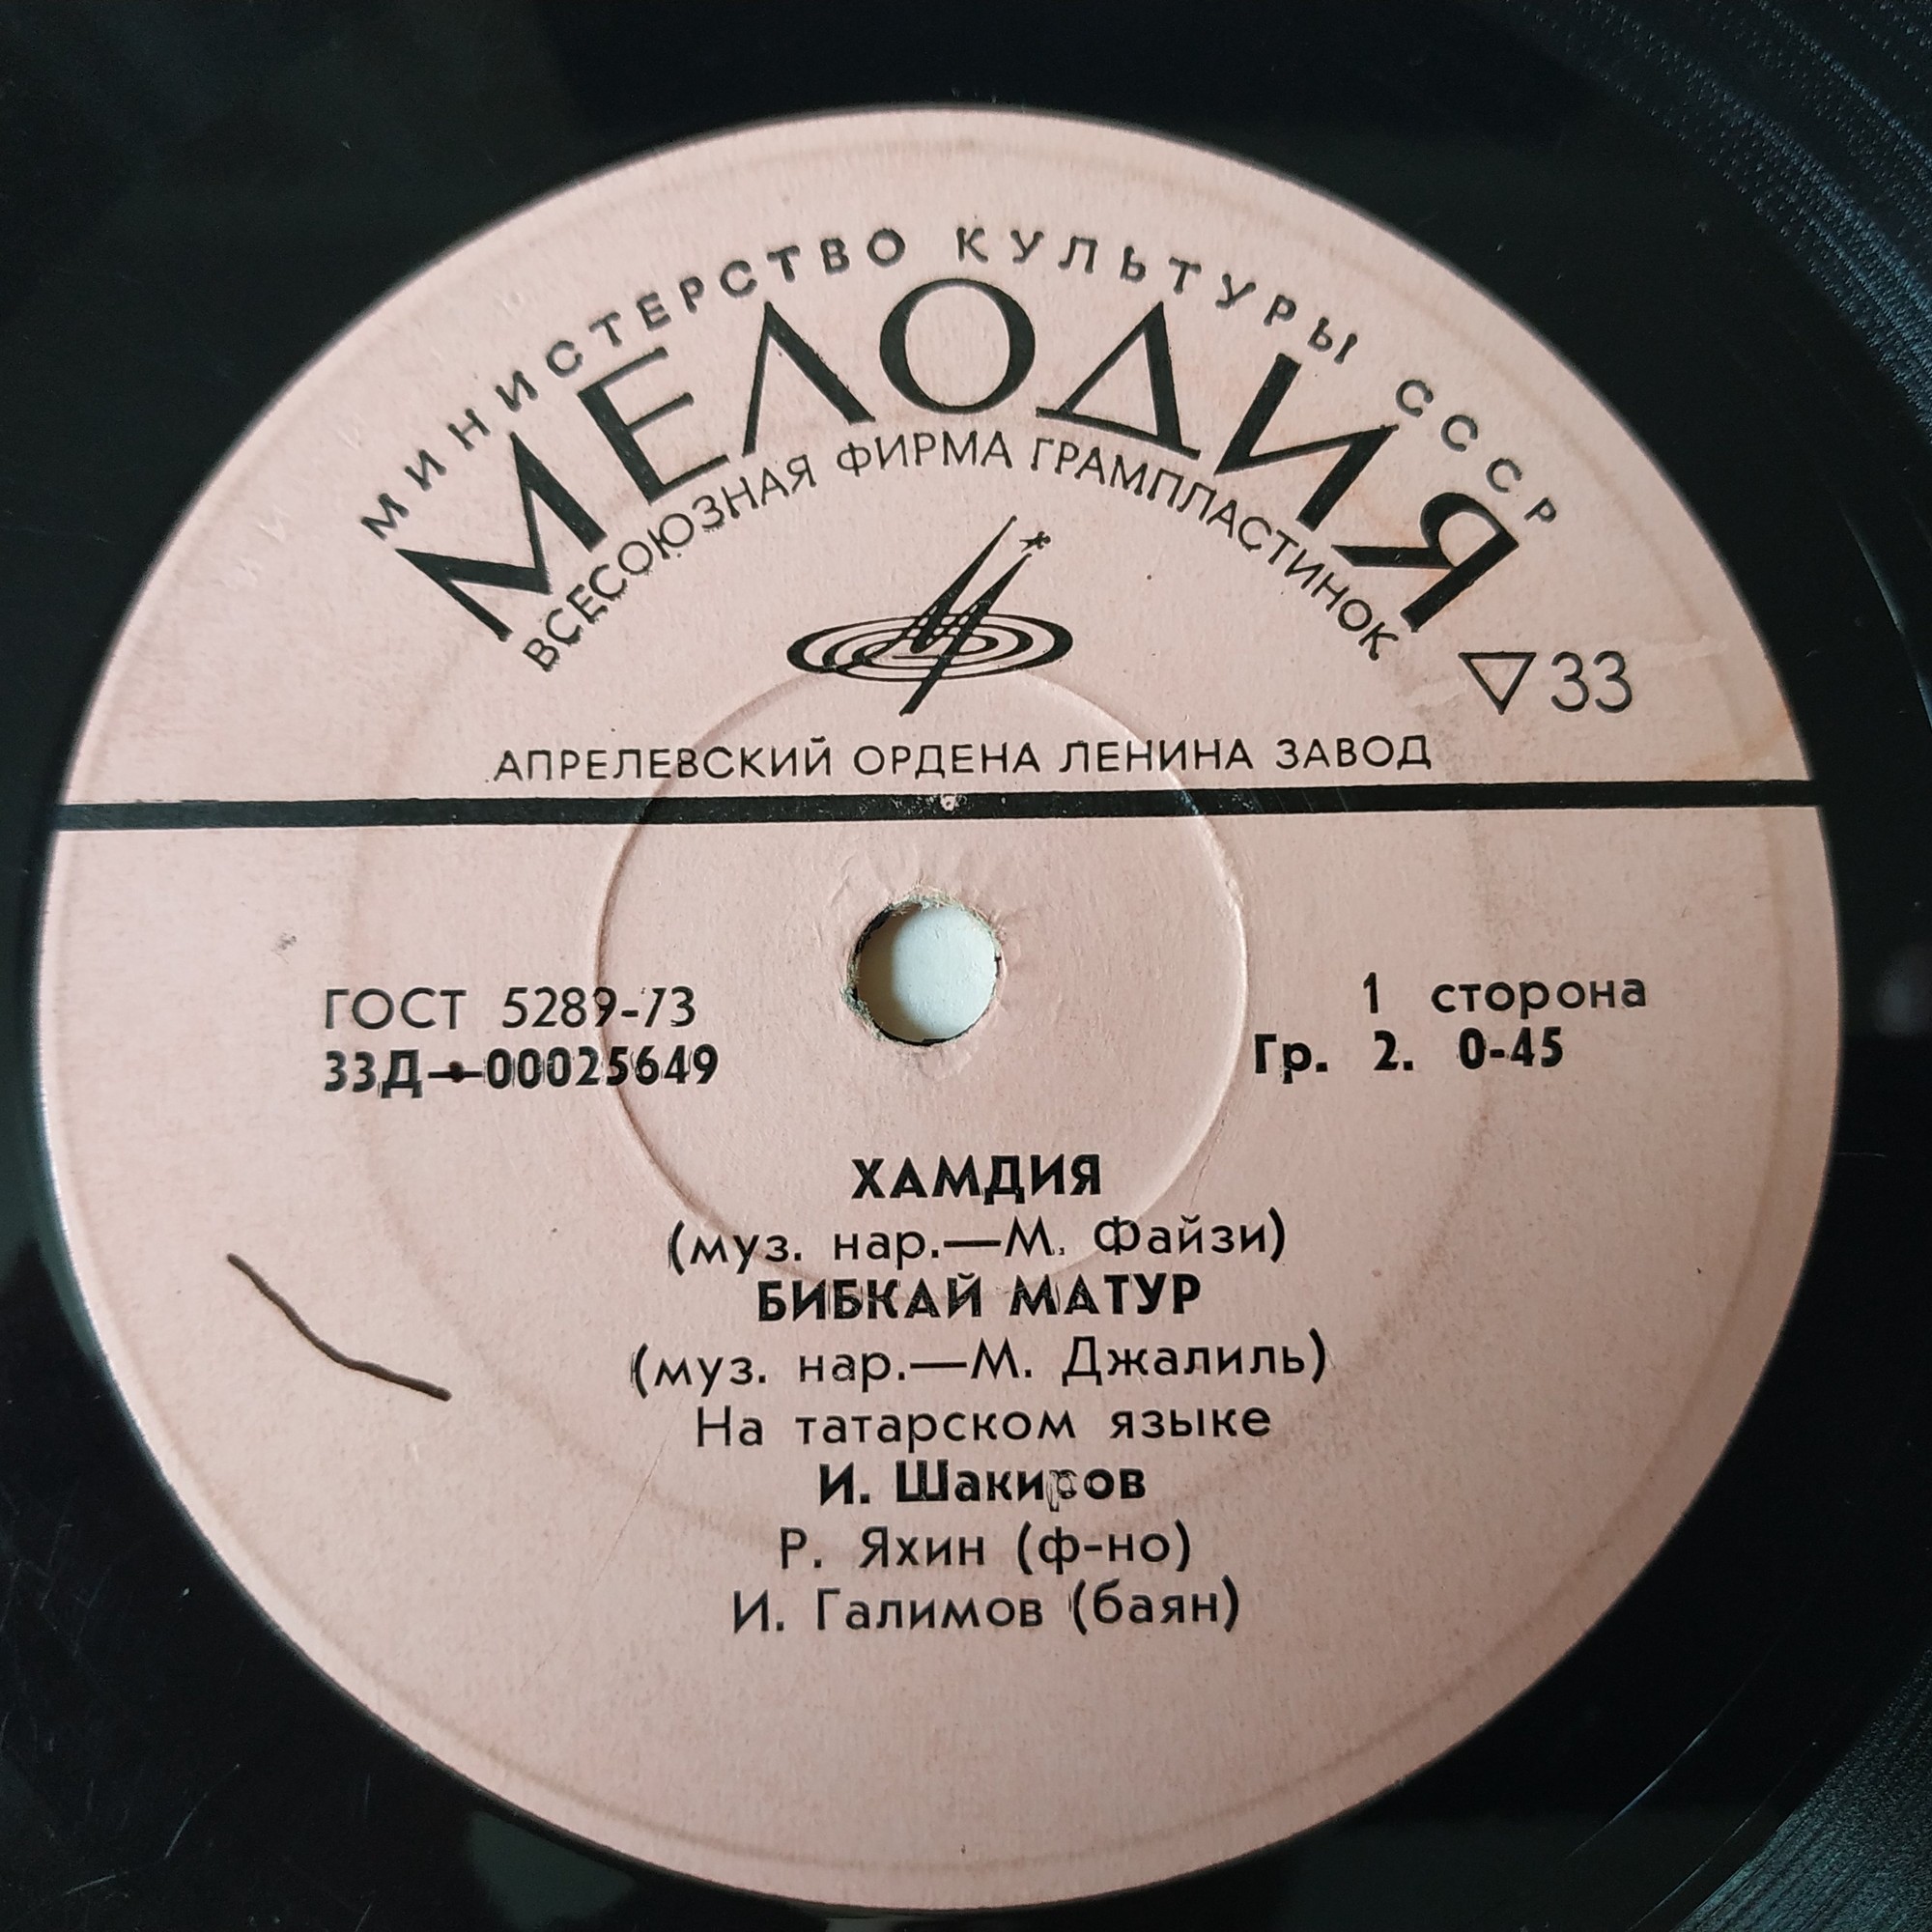 МИНИСТЕРСТВО КУЛЬТУРЫ СССР
МЕЛОДИЯ
ВСЕСОЮЗНАЯ ФИРМА ГРАМПЛАСТИНОК
▽33
АПРЕЛЕВСКИЙ ОРДЕНА ЛЕНИНА ЗАВОД
ГОСТ 5289-73
1 сторона
33Д—00025649
Гр. 2. 0-45
ХАМДИЯ
(муз. нар.—М. Файзи)
БИБКАЙ МАТУР
(муз. нар.—М. Джалиль)
На татарском языке
И. Шакиров
Р. Яхин (ф-но)
И. Галимов (баян)